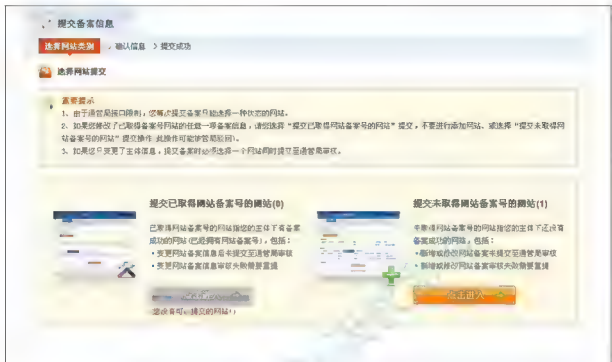 提交备案信息
选择网站类别 > 确认信息 > 提交成功
选择网站提交
重要提示
1、由于通管局接口限制，您每次提交备案只能选择一种状态的网站。
2、如果您修改了已取得备案号网站的任意一项备案信息，请您选择“提交已取得网站备案号的网站”提交，不要进行添加网站、或选择“提交未取得网
站备案号的网站”提交操作 此操作可能够管局驳回)。
3、如果您只变更了主体信息，提交备案时必须选择一个网站同时提交至通管局审核。
提交已取得网站备案号的网站(0)
已取得网站备案号的网站指您的主体下有备案
成功的网站(已经拥有网站备案号)，包括：
•变更网站备案信息后未提交至通管局审核
•变更网站备案信息审核失败需要重提
您没有可以提交的网站!
提交未取得网站备案号的网站(1)
未取得网站备案号的网站指您的主体下还没有
备案成功的网站，包括：
•新增或修改网站备案未提交至通管局审核
•新增或修改网站备案审核失败需要重提
点击进入